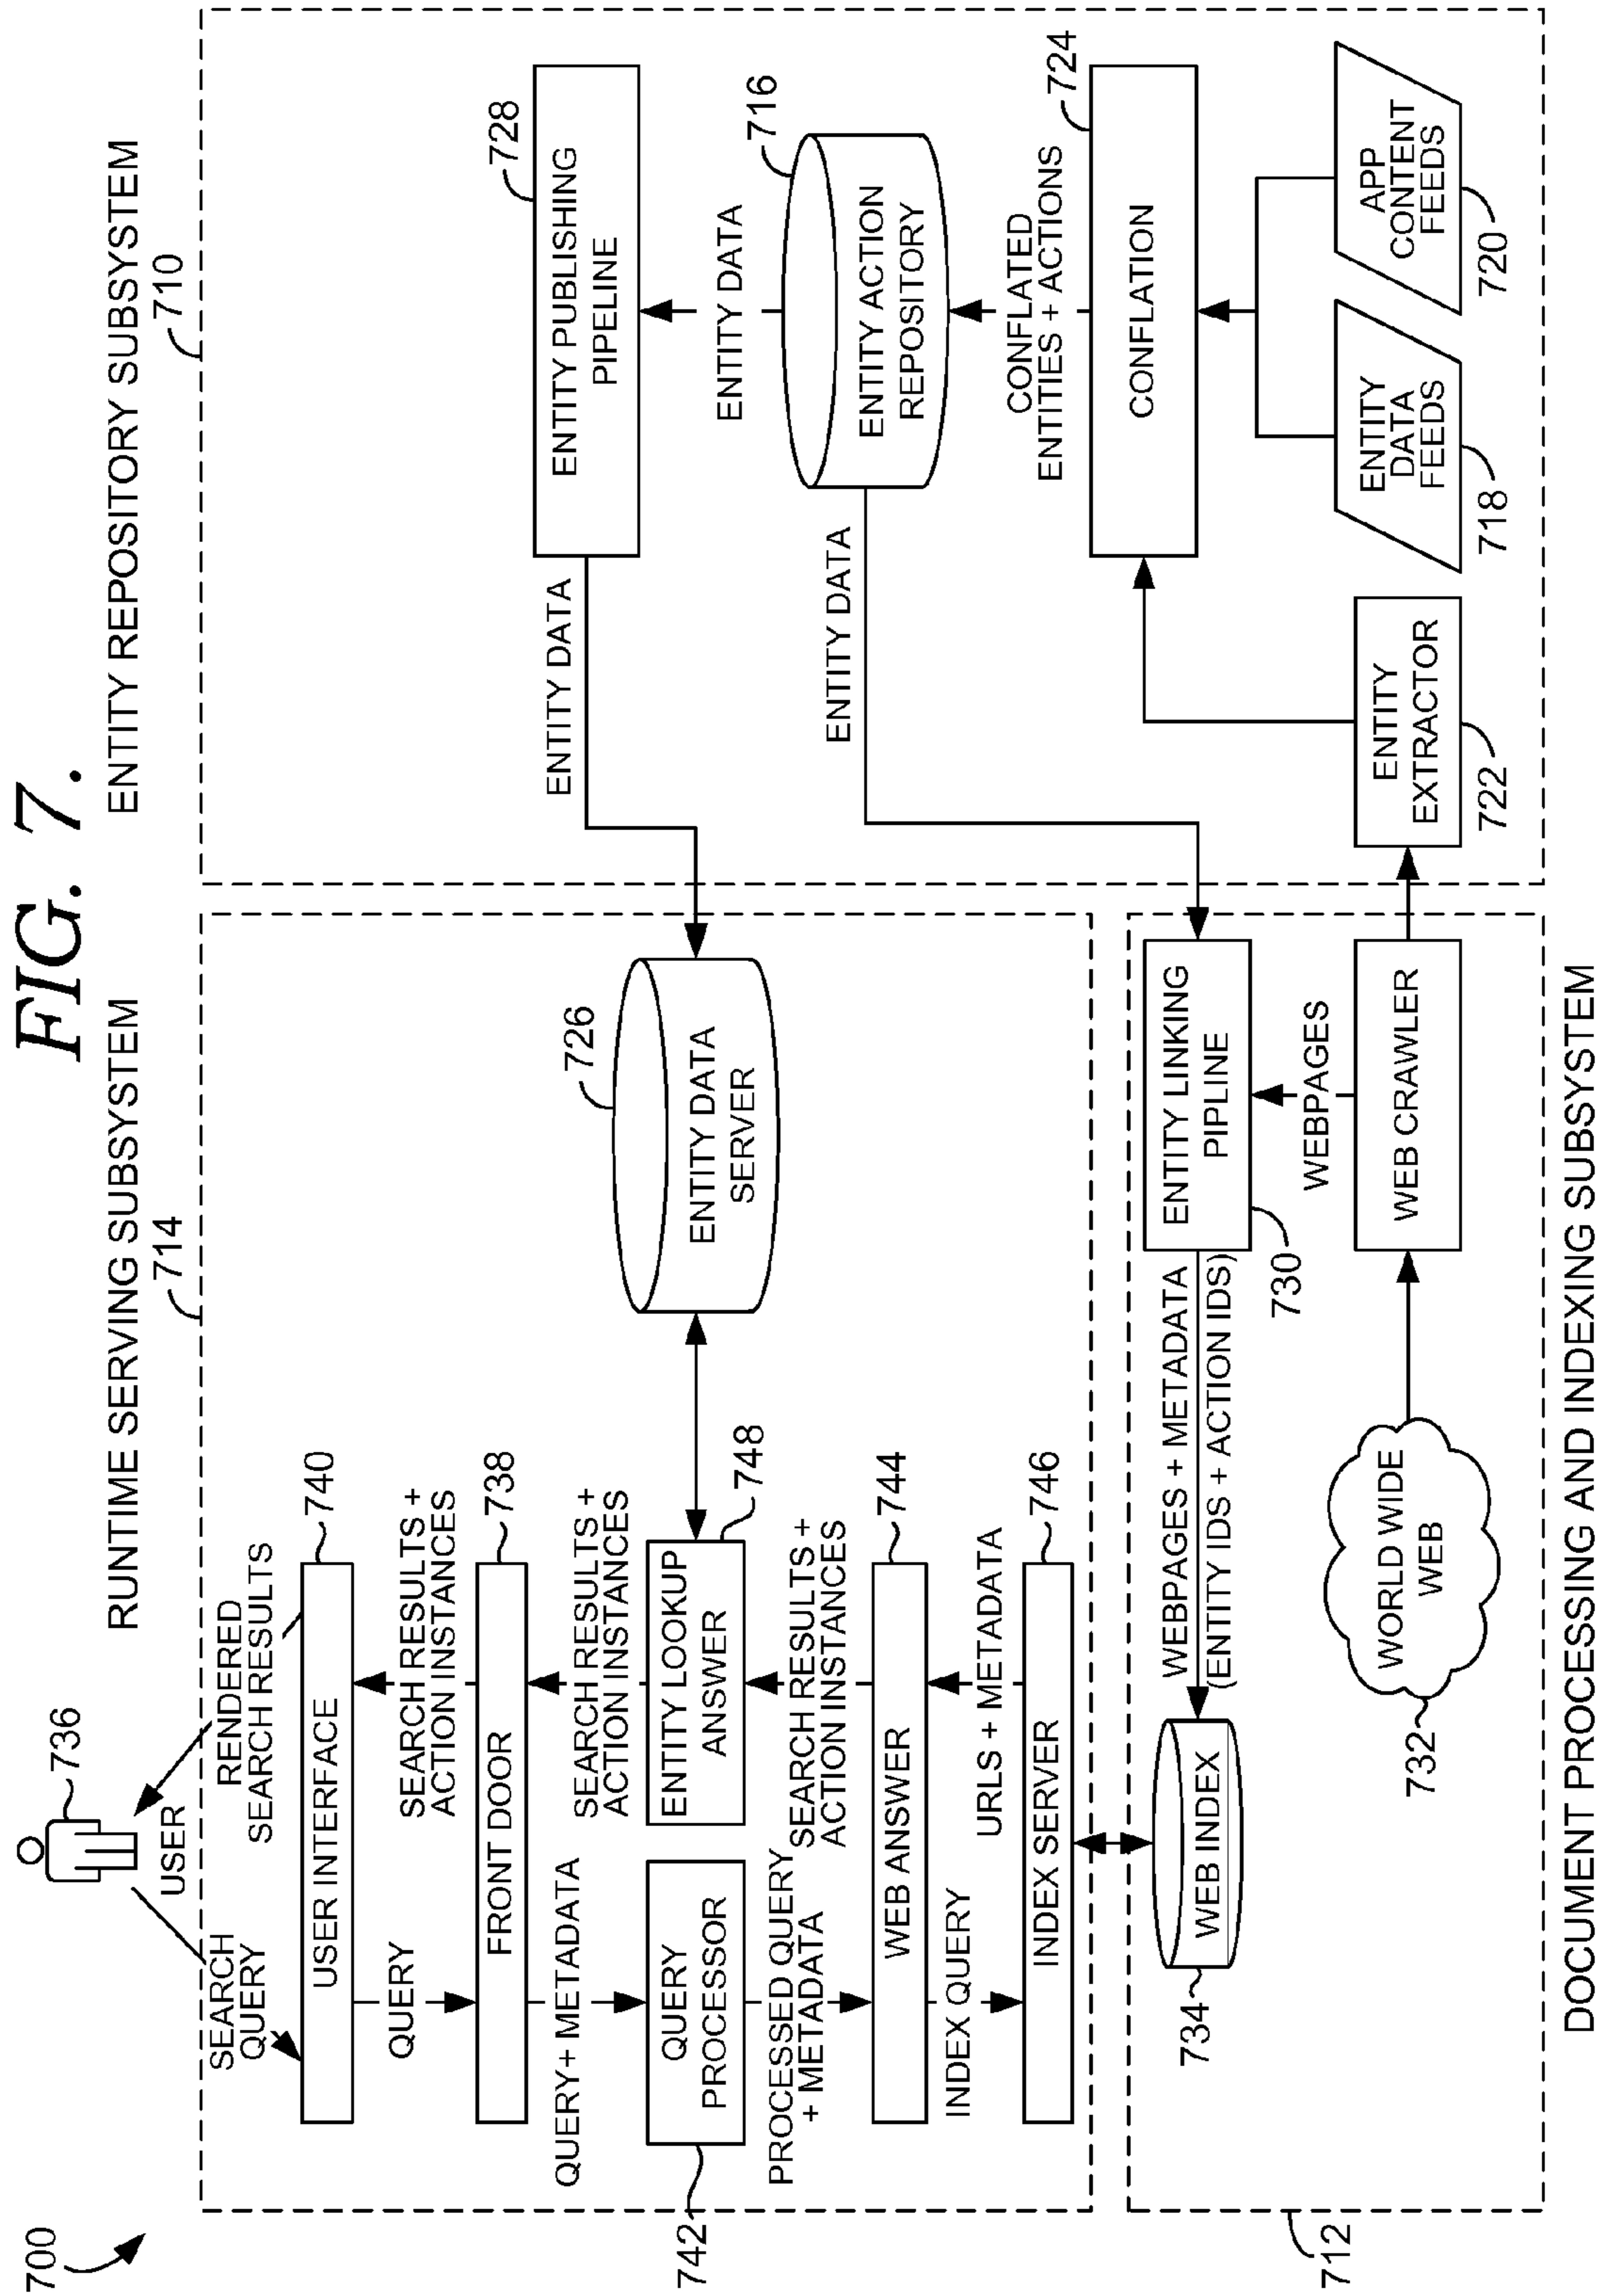 FIG. 7.
700
RUNTIME SERVING SUBSYSTEM
714
ENTITY REPOSITORY SUBSYSTEM
710
736
USER
SEARCH
QUERY
RENDERED
SEARCH RESULTS
740
USER INTERFACE
QUERY
SEARCH RESULTS +
ACTION INSTANCES
738
FRONT DOOR
QUERY+ METADATA
SEARCH RESULTS +
ACTION INSTANCES
742
QUERY
PROCESSOR
ENTITY LOOKUP
ANSWER
748
PROCESSED QUERY
+ METADATA
SEARCH RESULTS +
ACTION INSTANCES
744
WEB ANSWER
INDEX QUERY
URLS + METADATA
746
INDEX SERVER
726
ENTITY DATA
SERVER
ENTITY DATA
728
ENTITY PUBLISHING
PIPELINE
ENTITY DATA
716
ENTITY ACTION
REPOSITORY
ENTITY DATA
CONFLATED
ENTITIES + ACTIONS
724
CONFLATION
ENTITY
EXTRACTOR
722
ENTITY
DATA
FEEDS
718
APP
CONTENT
FEEDS
720
712
734
WEB INDEX
WEBPAGES + METADATA
(ENTITY IDS + ACTION IDS)
ENTITY LINKING
PIPLINE
730
WEBPAGES
WORLD WIDE
WEB
732
WEB CRAWLER
DOCUMENT PROCESSING AND INDEXING SUBSYSTEM